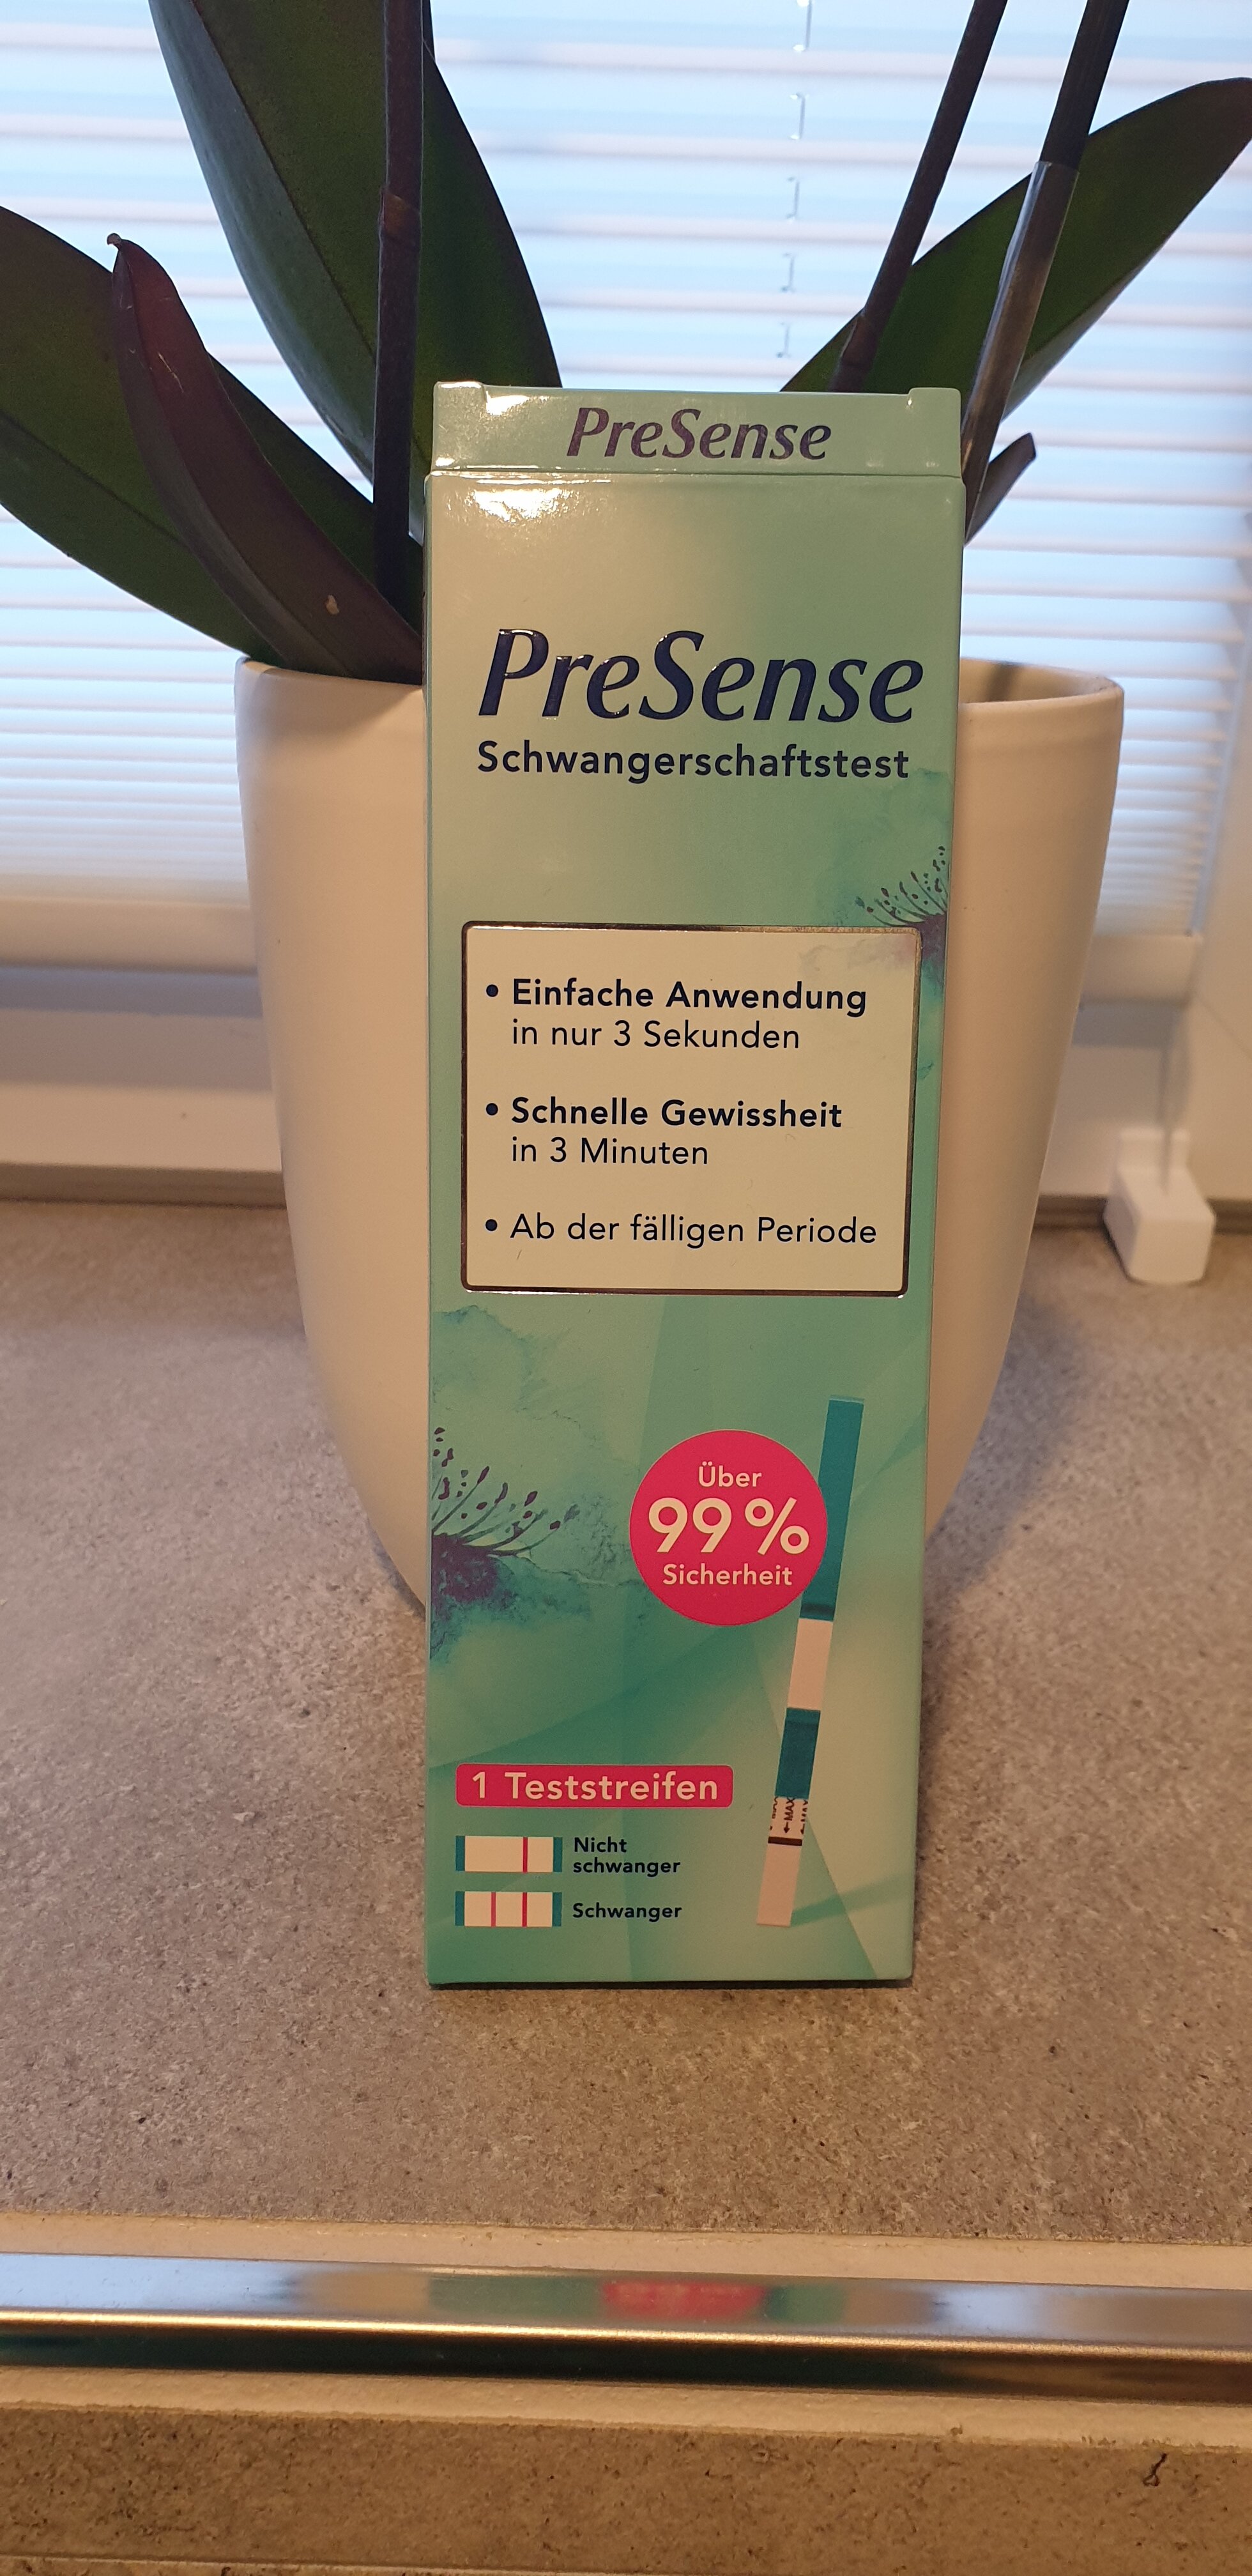 PreSense
PreSense
Schwangerschaftstest
• Einfache Anwendung
in nur 3 Sekunden
• Schnelle Gewissheit
in 3 Minuten
• Ab der fälligen Periode
Über
99 %
Sicherheit
←MAX
1 Teststreifen
Nicht
schwanger
Schwanger